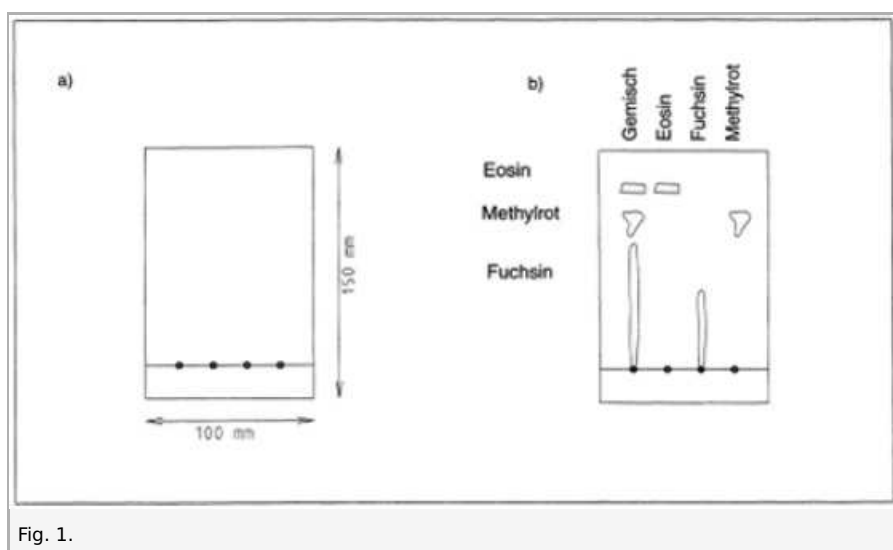 a)
150 mm
100 mm
b)
Gemisch
Eosin
Fuchsin
Methylrot
Eosin
Methylrot
Fuchsin
Fig. 1.